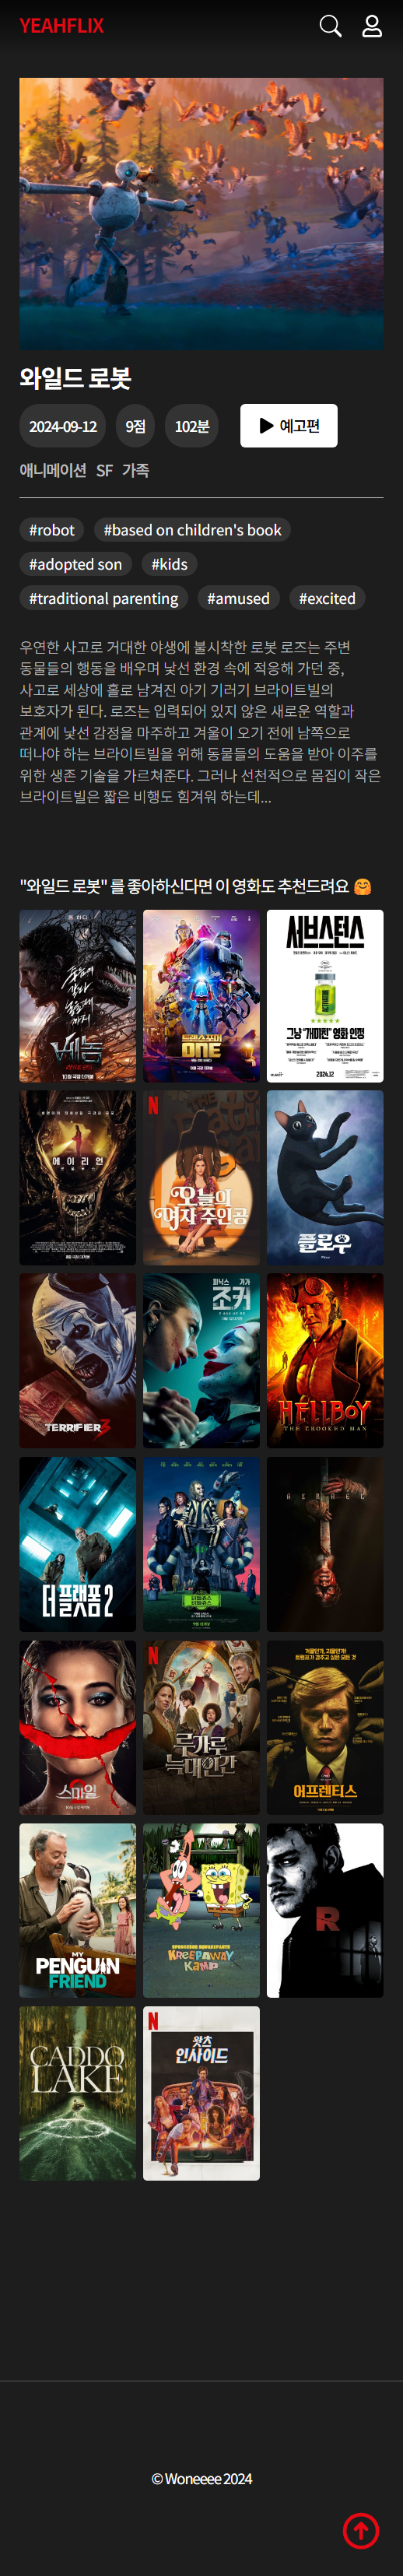 YEAHFLIX
와일드 로봇
2024-09-12 9점 102분 예고편
애니메이션 SF 가족
#robot #based on children's book
#adopted son #kids
#traditional parenting #amused #excited
우연한 사고로 거대한 야생에 불시착한 로봇 로즈는 주변
동물들의 행동을 배우며 낯선 환경 속에 적응해 가던 중,
사고로 세상에 홀로 남겨진 아기 기러기 브라이트빌의
보호자가 된다. 로즈는 입력되어 있지 않은 새로운 역할과
관계에 낯선 감정을 마주하고 겨울이 오기 전에 남쪽으로
떠나야 하는 브라이트빌을 위해 동물들의 도움을 받아 이주를
위한 생존 기술을 가르쳐준다. 그러나 선천적으로 몸집이 작은
브라이트빌은 짧은 비행도 힘겨워 하는데...
"와일드 로봇" 를 좋아하신다면 이 영화도 추천드려요 🤗
베놈
트랜스포머
ONE
서브스턴스
그냥 "개미친" 영화 인정
2024.12
에이리언
N
오늘의
여자 주인공
플로우
TERRIFIER 3
호아킨 가가
조커
HELLBOY
THE CROOKED MAN
더 플랫폼 2
AZRAEL
스마일
2
N
로가루
늑대인간
어프렌티스
MY
PENGUIN
FRIEND
KREEPAWAY
KAMP
R
CADDO
LAKE
N
왓츠
인사이드
© Woneeee 2024